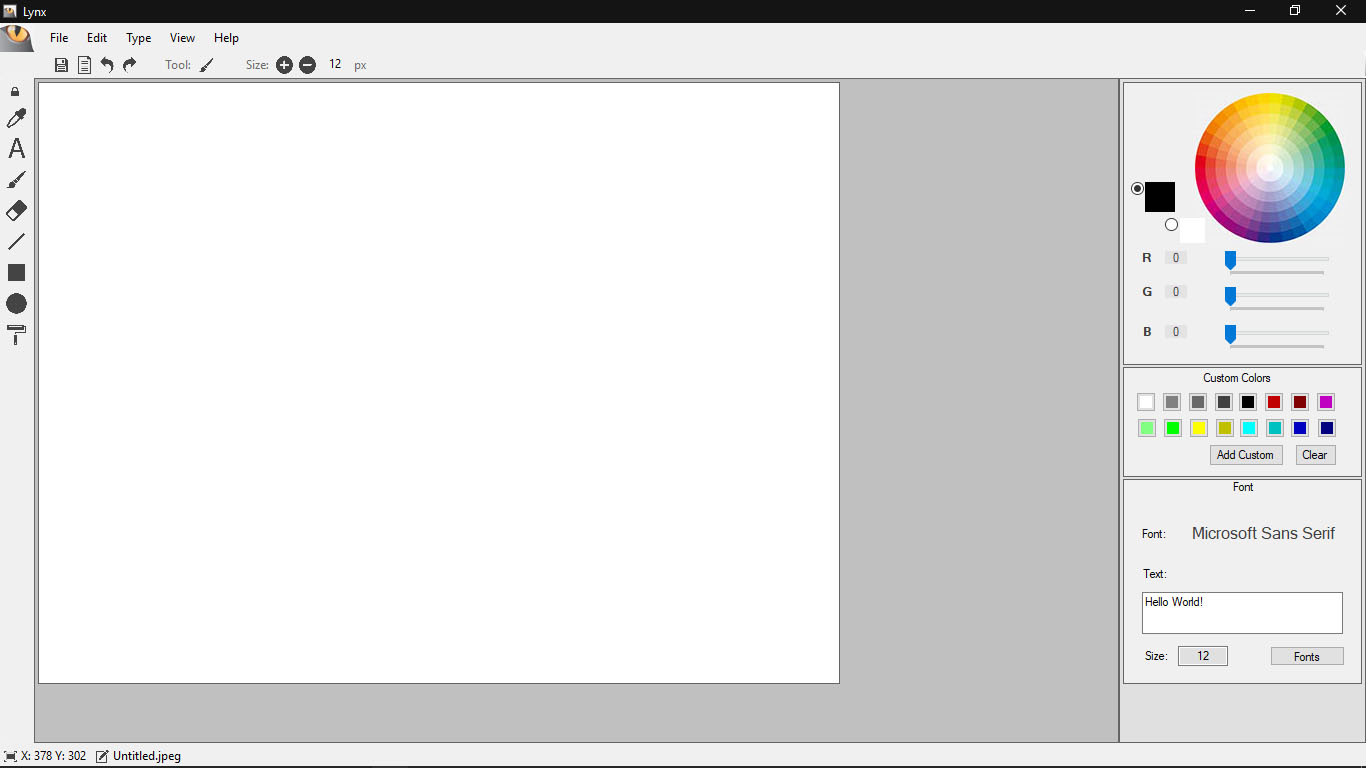 Lynx
File Edit Type View Help
Tool: Size: 12 px
R 0
G 0
B 0
Custom Colors
Add Custom Clear
Font
Font: Microsoft Sans Serif
Text:
Hello World!
Size: 12 Fonts
X: 378 Y: 302 Untitled.jpeg